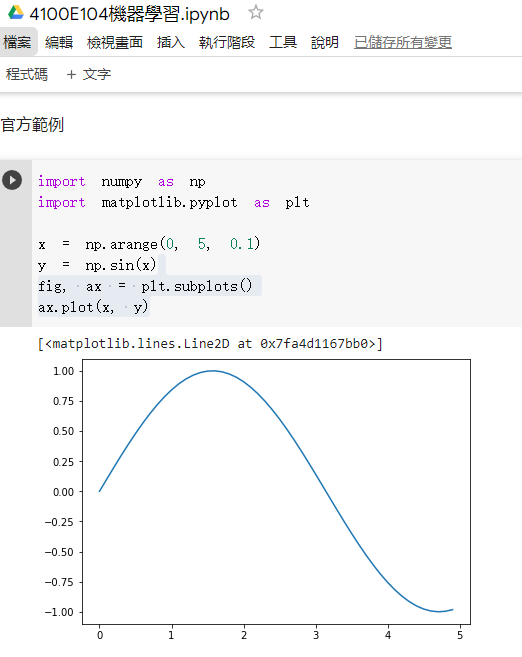 4100E104機器學習.ipynb
檔案 編輯 檢視畫面 插入 執行階段 工具 說明 已儲存所有變更
程式碼 + 文字
官方範例
import numpy as np
import matplotlib.pyplot as plt
x = np.arange(0, 5, 0.1)
y = np.sin(x)
fig, ax = plt.subplots()
ax.plot(x, y)
[<matplotlib.lines.Line2D at 0x7fa4d1167bb0>]
1.00
0.75
0.50
0.25
0.00
−0.25
−0.50
−0.75
−1.00
0 1 2 3 4 5